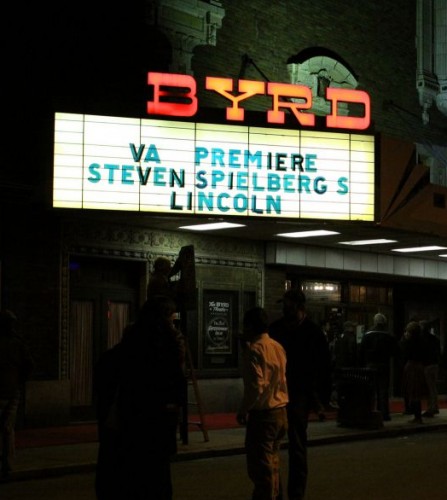 BYRD
VA PREMIERE
STEVEN SPIELBERG S
LINCOLN